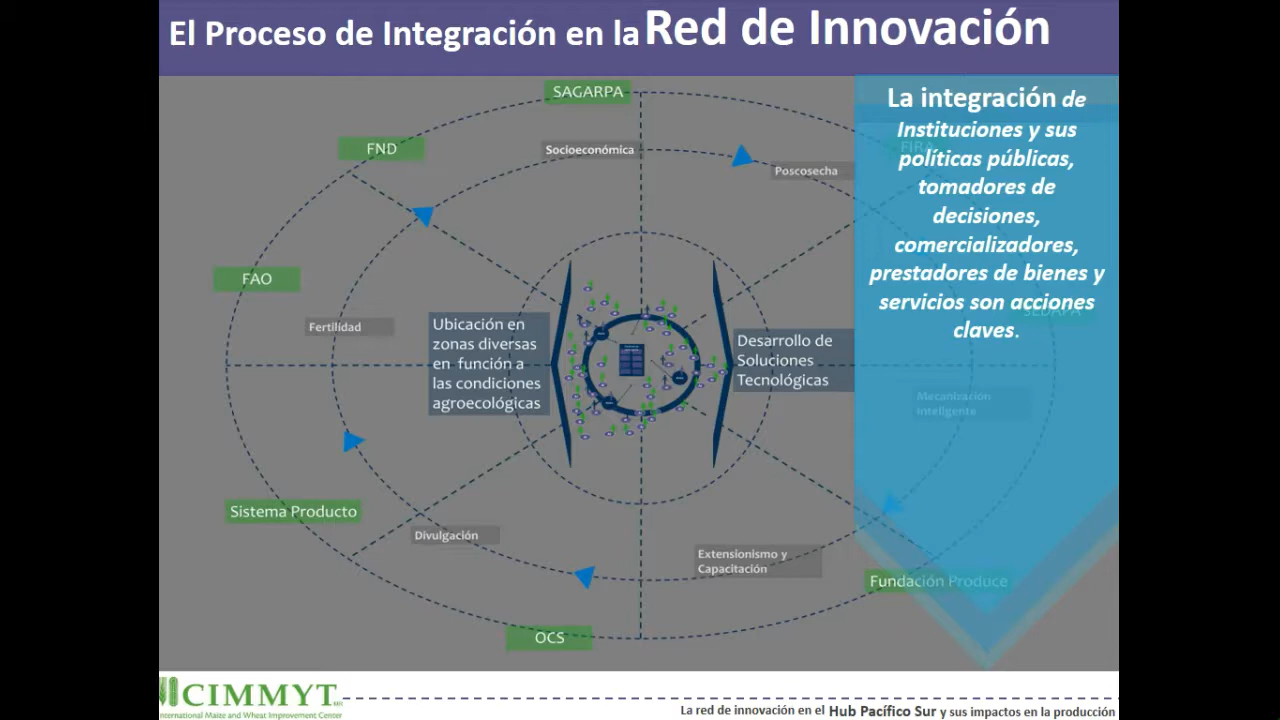 El Proceso de Integración en la Red de Innovación
SAGARPA
FND
Socioeconómica
Poscosecha
FIRA
FAO
Fertilidad
SEDAPA
Mecanización
Inteligente
Sistema Producto
Divulgación
Extensionismo y
Capacitación
Fundación Produce
OCS
Ubicación en
zonas diversas
en función a
las condiciones
agroecológicas
Desarrollo de
Soluciones
Tecnológicas
La integración de
Instituciones y sus
políticas públicas,
tomadores de
decisiones,
comercializadores,
prestadores de bienes y
servicios son acciones
claves.
CIMMYT
International Maize and Wheat Improvement Center
La red de innovación en el Hub Pacífico Sur y sus impactos en la producción